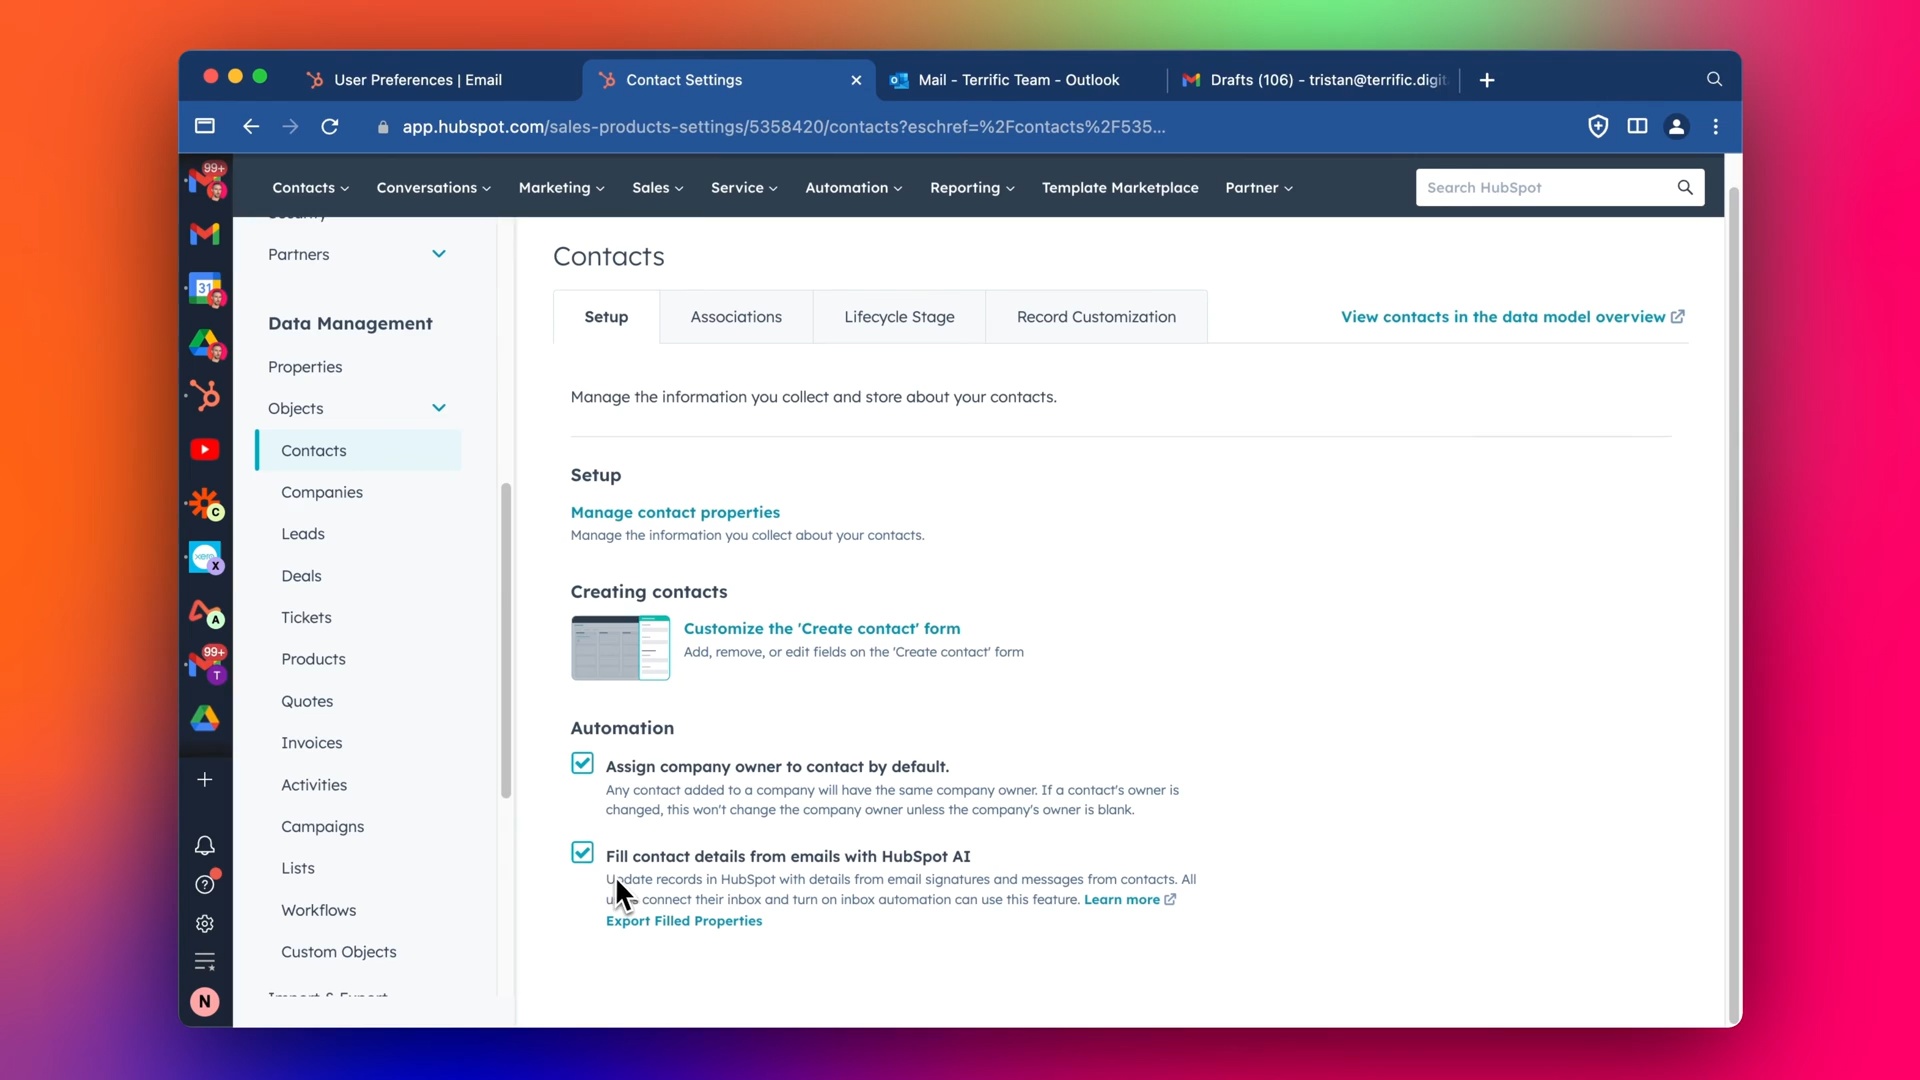 User Preferences | Email
Contact Settings
Mail - Terrific Team - Outlook
Drafts (106) - tristan@terrific.digit
app.hubspot.com/sales-products-settings/5358420/contacts?eschref=%2Fcontacts%2F535...
Contacts
Conversations
Marketing
Sales
Service
Automation
Reporting
Template Marketplace
Partner
Search HubSpot
99+
31
C
xero
X
A
99+
T
N
Security
Partners
Data Management
Properties
Objects
Contacts
Companies
Leads
Deals
Tickets
Products
Quotes
Invoices
Activities
Campaigns
Lists
Workflows
Custom Objects
Import & Export
Contacts
Setup
Associations
Lifecycle Stage
Record Customization
View contacts in the data model overview
Manage the information you collect and store about your contacts.
Setup
Manage contact properties
Manage the information you collect about your contacts.
Creating contacts
Customize the 'Create contact' form
Add, remove, or edit fields on the 'Create contact' form
Automation
Assign company owner to contact by default.
Any contact added to a company will have the same company owner. If a contact's owner is
changed, this won't change the company owner unless the company's owner is blank.
Fill contact details from emails with HubSpot AI
Update records in HubSpot with details from email signatures and messages from contacts. All
connect their inbox and turn on inbox automation can use this feature. Learn more
Export Filled Properties